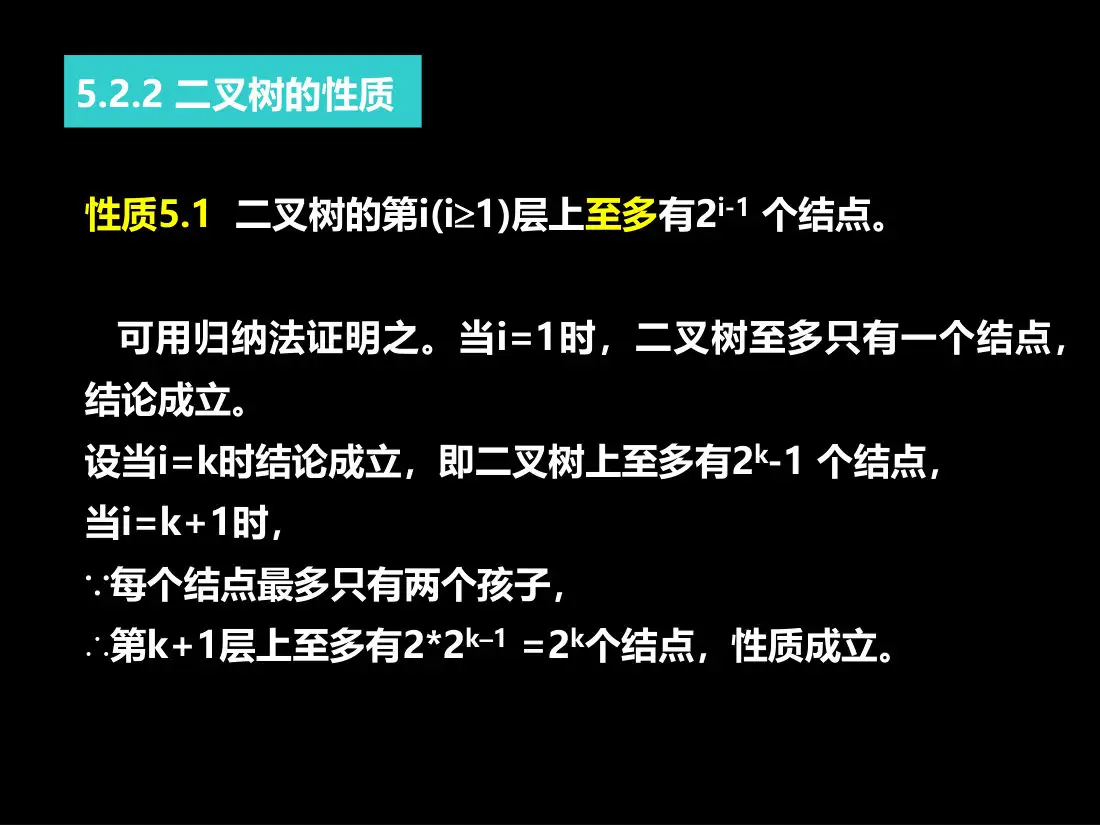 5.2.2 二叉树的性质
性质5.1 二叉树的第i(i≥1)层上至多有2^{i-1} 个结点。
可用归纳法证明之。当i=1时，二叉树至多只有一个结点，
结论成立。
设当i=k时结论成立，即二叉树上至多有2^{k}-1 个结点，
当i=k+1时，
∵每个结点最多只有两个孩子，
∴第k+1层上至多有2*2^{k–1} =2^{k}个结点，性质成立。